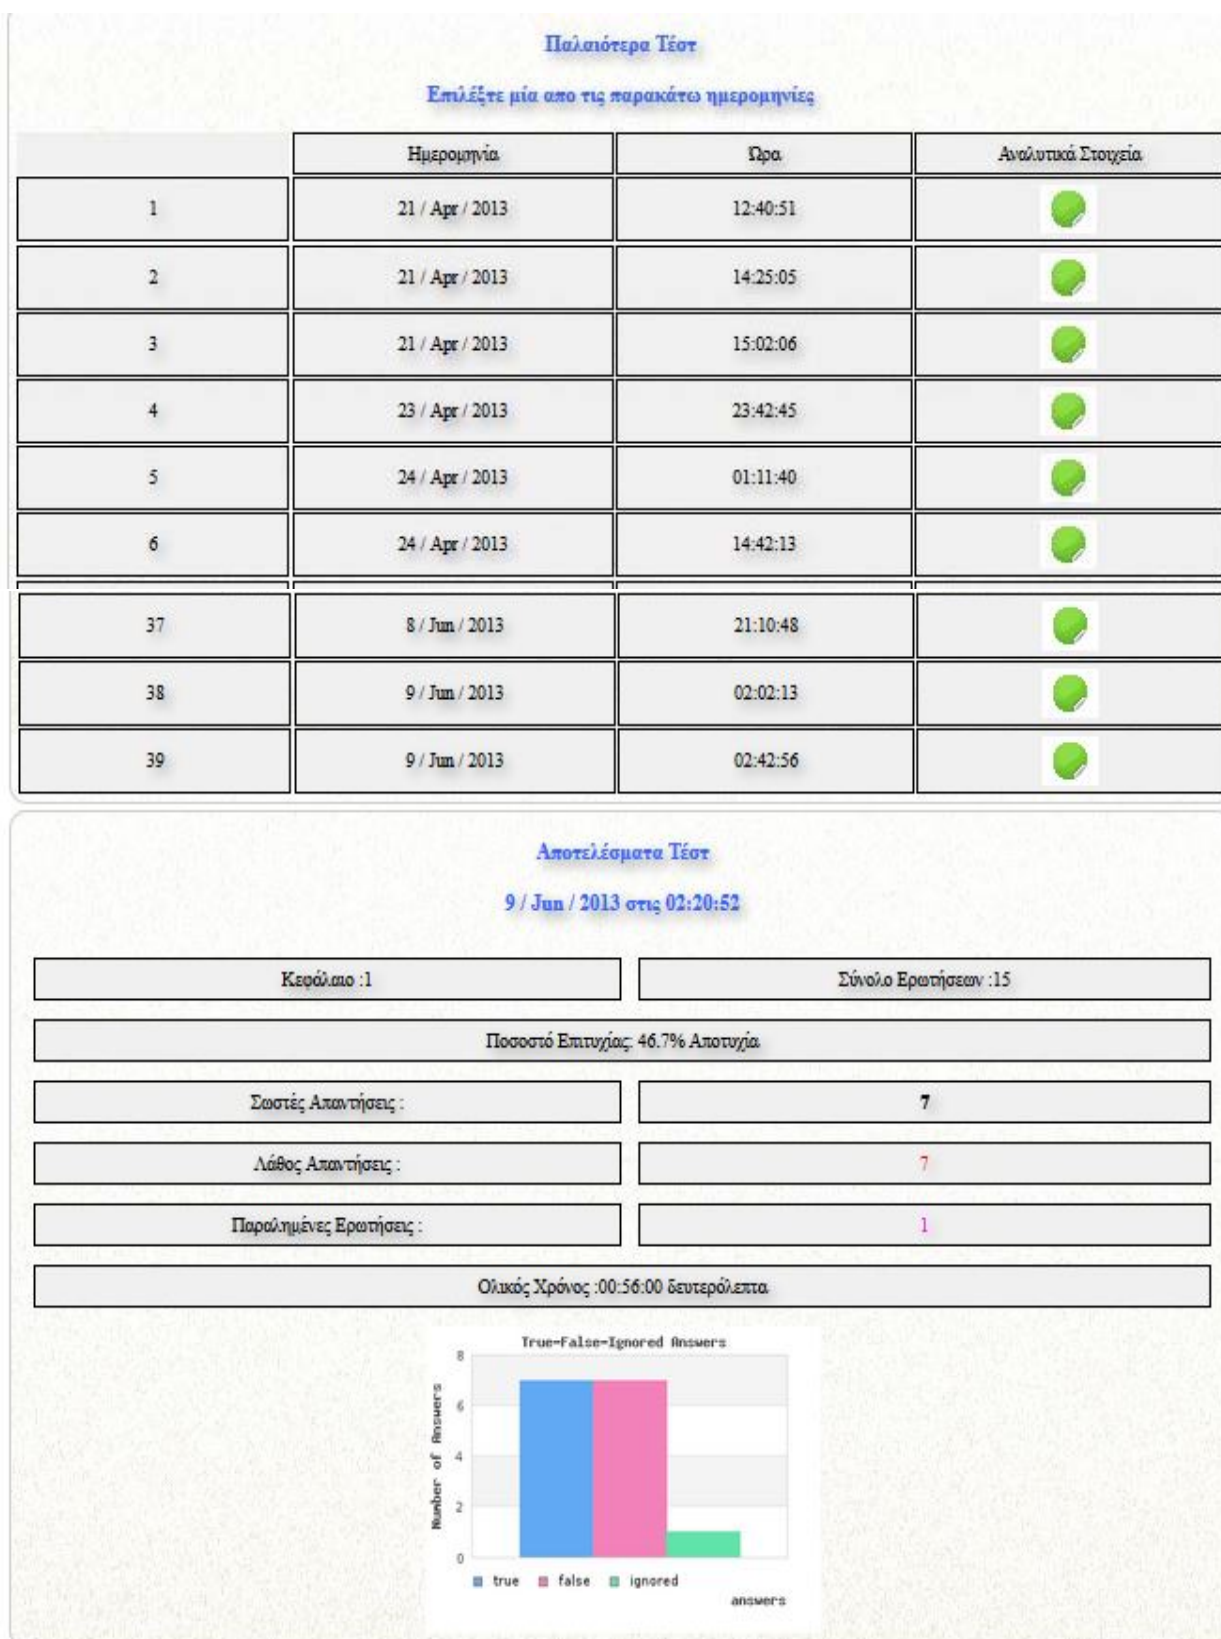 Παλαιότερα Τέστ
Επιλέξτε μία απο τις παρακάτω ημερομηνίες
Ημερομηνία Ώρα Αναλυτικά Στοιχεία
1 21 / Apr / 2013 12:40:51
2 21 / Apr / 2013 14:25:05
3 21 / Apr / 2013 15:02:06
4 23 / Apr / 2013 23:42:45
5 24 / Apr / 2013 01:11:40
6 24 / Apr / 2013 14:42:13
37 8 / Jun / 2013 21:10:48
38 9 / Jun / 2013 02:02:13
39 9 / Jun / 2013 02:42:56
Αποτελέσματα Τέστ
9 / Jun / 2013 στις 02:20:52
Κεφάλαιο :1 Σύνολο Ερωτήσεων :15
Ποσοστό Επιτυχίας: 46.7% Αποτυχία
Σωστές Απαντήσεις : 7
Λάθος Απαντήσεις : 7
Παραλημένες Ερωτήσεις : 1
Ολικός Χρόνος :00:56:00 δευτερόλεπτα
True-False-Ignored Answers
8
6
4
2
0
Number of Answers
true false ignored
answers